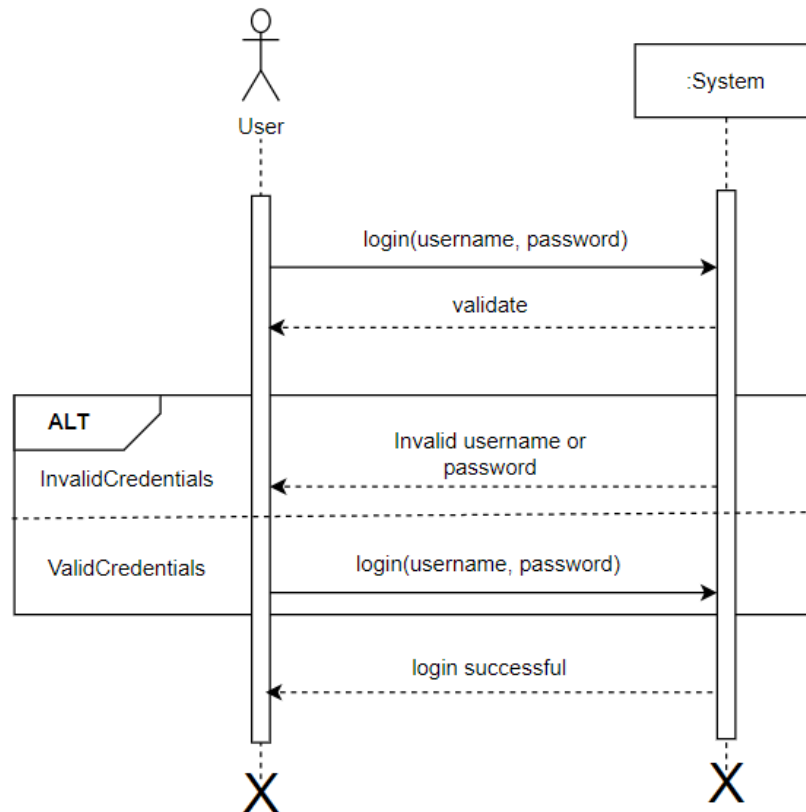 :System
User
login(username, password)
validate
ALT
Invalid username or
password
InvalidCredentials
ValidCredentials
login(username, password)
login successful
X
X